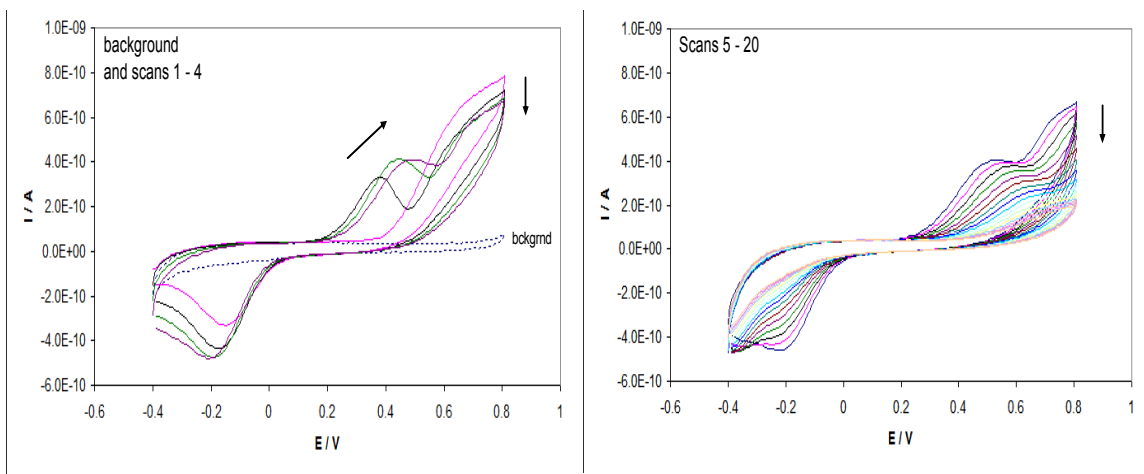 background
and scans 1 - 4
1.0E-09
8.0E-10
6.0E-10
4.0E-10
2.0E-10
0.0E+00
-2.0E-10
-4.0E-10
-6.0E-10
I / A
bckgrnd
-0.6 -0.4 -0.2 0 0.2 0.4 0.6 0.8 1
E / V
Scans 5 - 20
1.0E-09
8.0E-10
6.0E-10
4.0E-10
2.0E-10
0.0E+00
-2.0E-10
-4.0E-10
-6.0E-10
I / A
-0.6 -0.4 -0.2 0 0.2 0.4 0.6 0.8 1
E / V